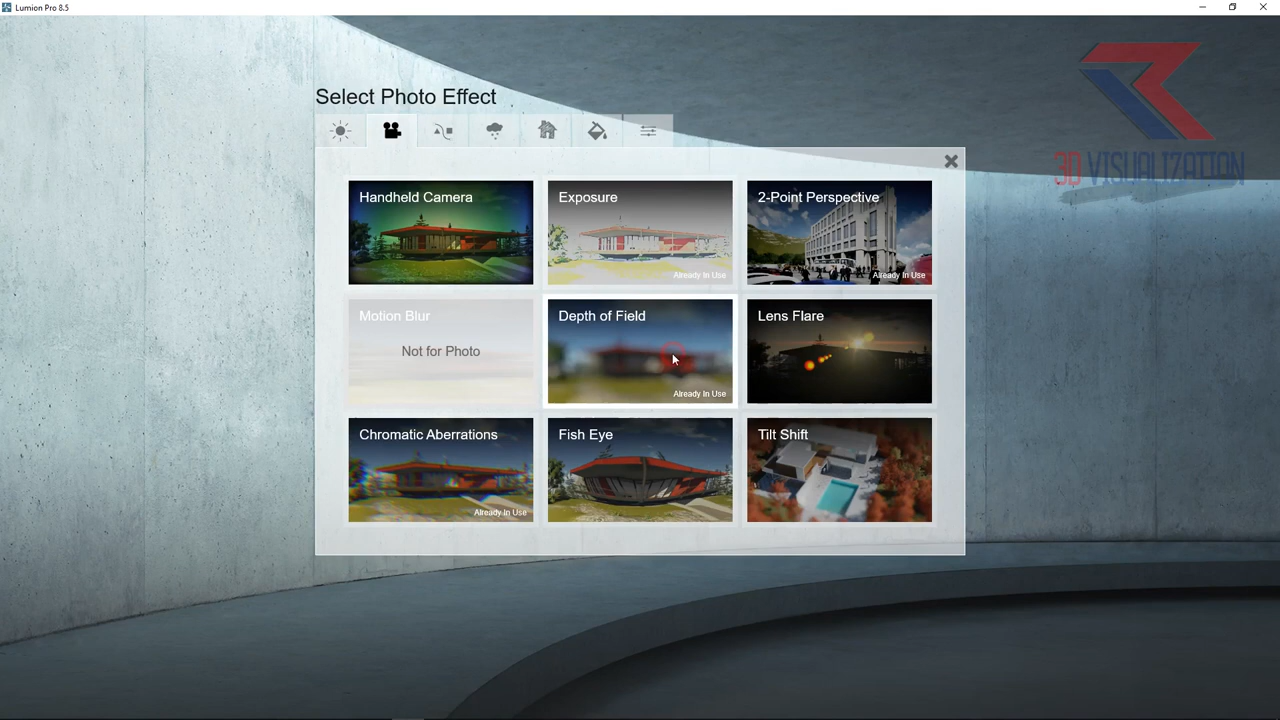 Lumion Pro 8.5
3D VISUALIZATION
Select Photo Effect
Handheld Camera
Exposure
Already In Use
2-Point Perspective
Already In Use
Motion Blur
Not for Photo
Depth of Field
Already In Use
Lens Flare
Chromatic Aberrations
Already In Use
Fish Eye
Tilt Shift